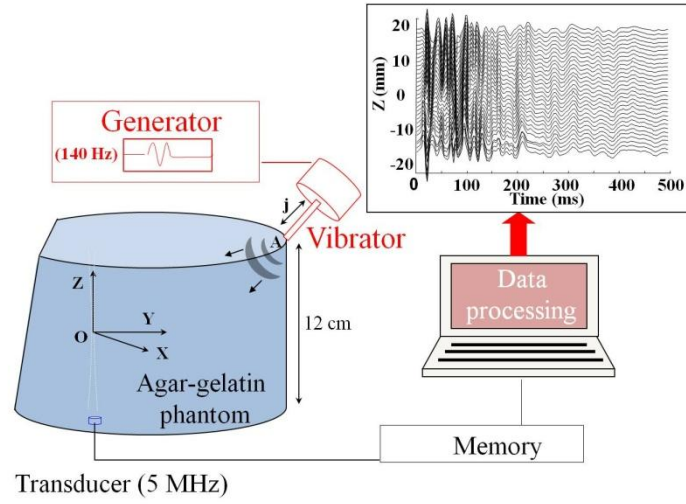 Generator
(140 Hz)
j
Vibrator
A
Z
O
Y
X
12 cm
Agar-gelatin
phantom
Transducer (5 MHz)
20
10
0
-10
-20
Z (mm)
0 100 200 300 400 500
Time (ms)
Data
processing
Memory